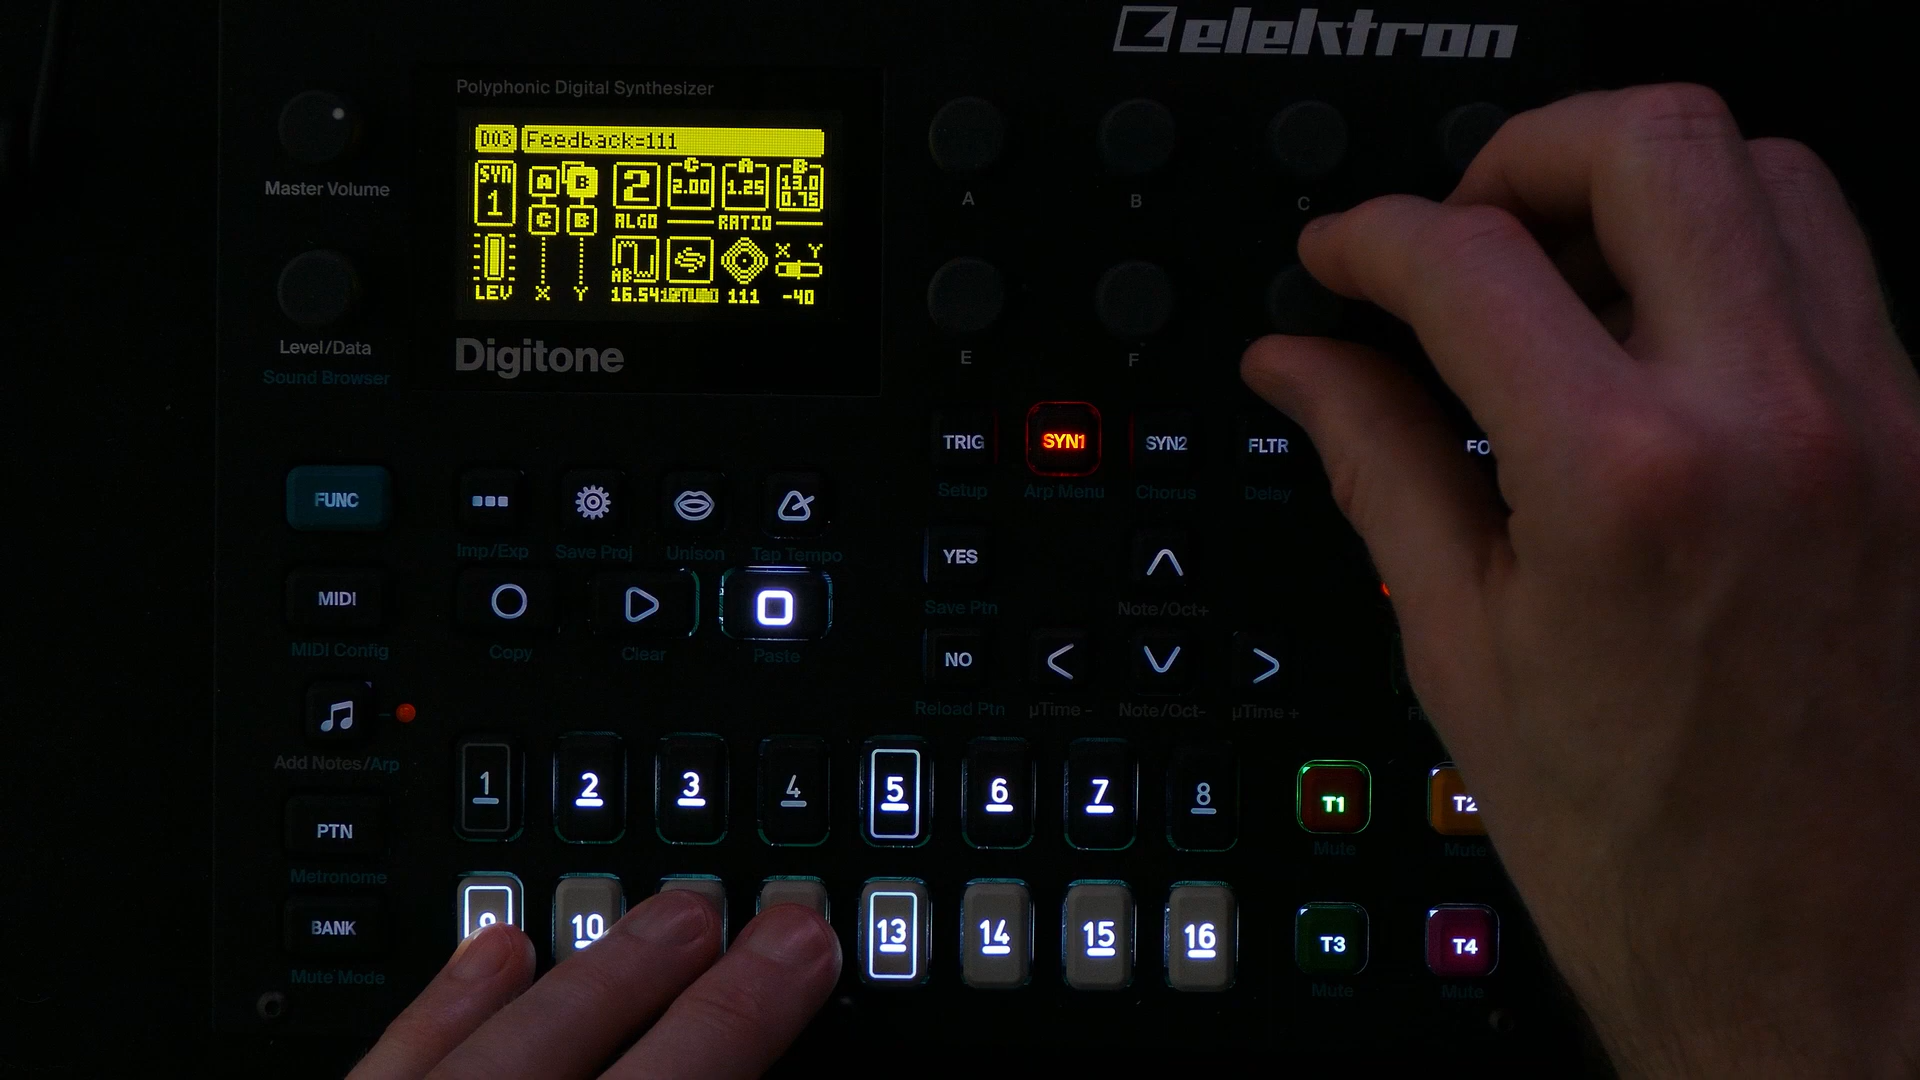 elektron
Polyphonic Digital Synthesizer
D03 Feedback=111
SYN 1
A B
C B
2
C 2.00
A 1.25
B 13.0 0.75
ALGO RATIO
AB
X Y
LEV X Y 16.54 111 -40
Digitone
Master Volume
Level/Data
Sound Browser
A B C
E F
TRIG SYN1 SYN2 FLTR
Setup Arp Menu Chorus Delay
FUNC
Imp/Exp Save Proj Unison Tap Tempo
YES
Save Ptn Note/Oct+
MIDI
MIDI Config
Copy Clear Paste
NO
Reload Ptn µTime - Note/Oct- µTime +
Add Notes/Arp
1 2 3 4 5 6 7 8
T1 T2
Mute Mute
PTN
Metronome
BANK
Mute Mode
9 10 13 14 15 16
T3 T4
Mute Mute